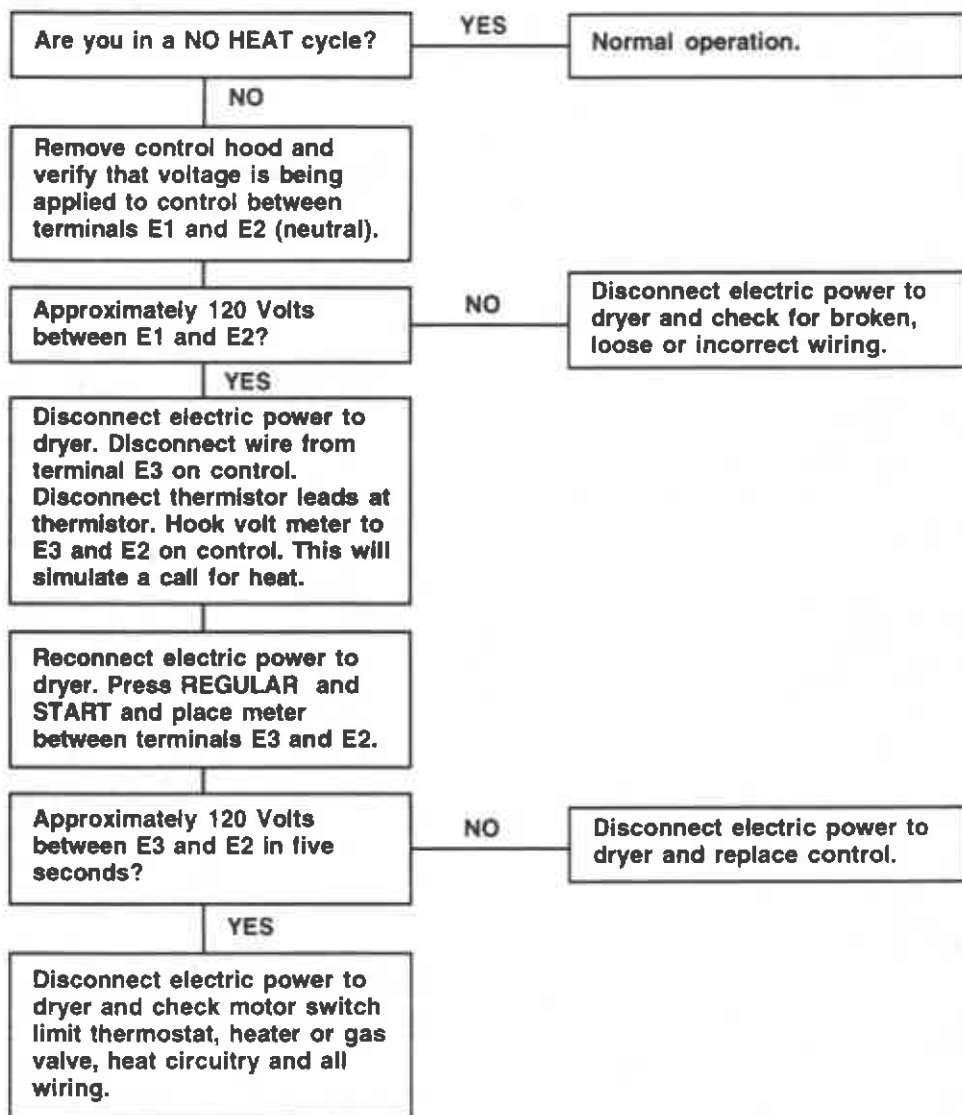 Are you in a NO HEAT cycle?
YES
Normal operation.
NO
Remove control hood and
verify that voltage is being
applied to control between
terminals E1 and E2 (neutral).
Approximately 120 Volts
between E1 and E2?
NO
Disconnect electric power to
dryer and check for broken,
loose or incorrect wiring.
YES
Disconnect electric power to
dryer. Disconnect wire from
terminal E3 on control.
Disconnect thermistor leads at
thermistor. Hook volt meter to
E3 and E2 on control. This will
simulate a call for heat.
Reconnect electric power to
dryer. Press REGULAR and
START and place meter
between terminals E3 and E2.
Approximately 120 Volts
between E3 and E2 in five
seconds?
NO
Disconnect electric power to
dryer and replace control.
YES
Disconnect electric power to
dryer and check motor switch
limit thermostat, heater or gas
valve, heat circuitry and all
wiring.